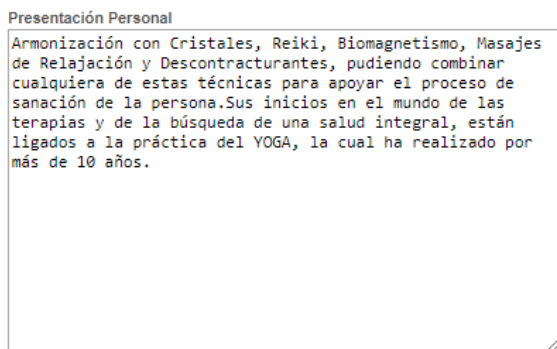 Presentación Personal
Armonización con Cristales, Reiki, Biomagnetismo, Masajes
de Relajación y Descontracturantes, pudiendo combinar
cualquiera de estas técnicas para apoyar el proceso de
sanación de la persona.Sus inicios en el mundo de las
terapias y de la búsqueda de una salud integral, están
ligados a la práctica del YOGA, la cual ha realizado por
más de 10 años.